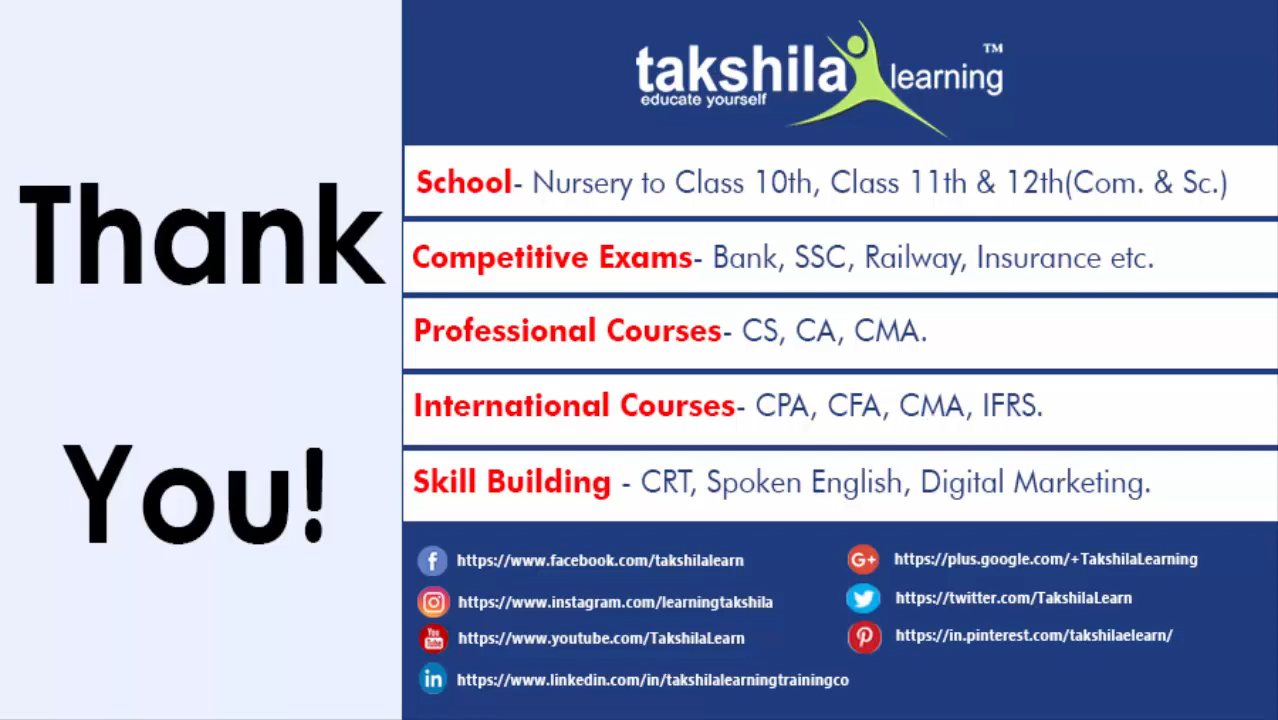 Thank
You!
takshila learning ™
educate yourself
School- Nursery to Class 10th, Class 11th & 12th(Com. & Sc.)
Competitive Exams- Bank, SSC, Railway, Insurance etc.
Professional Courses- CS, CA, CMA.
International Courses- CPA, CFA, CMA, IFRS.
Skill Building - CRT, Spoken English, Digital Marketing.
f https://www.facebook.com/takshilalearn
https://www.instagram.com/learningtakshila
You Tube https://www.youtube.com/TakshilaLearn
in https://www.linkedin.com/in/takshilalearningtrainingco
G+ https://plus.google.com/+TakshilaLearning
https://twitter.com/TakshilaLearn
https://in.pinterest.com/takshilaelearn/